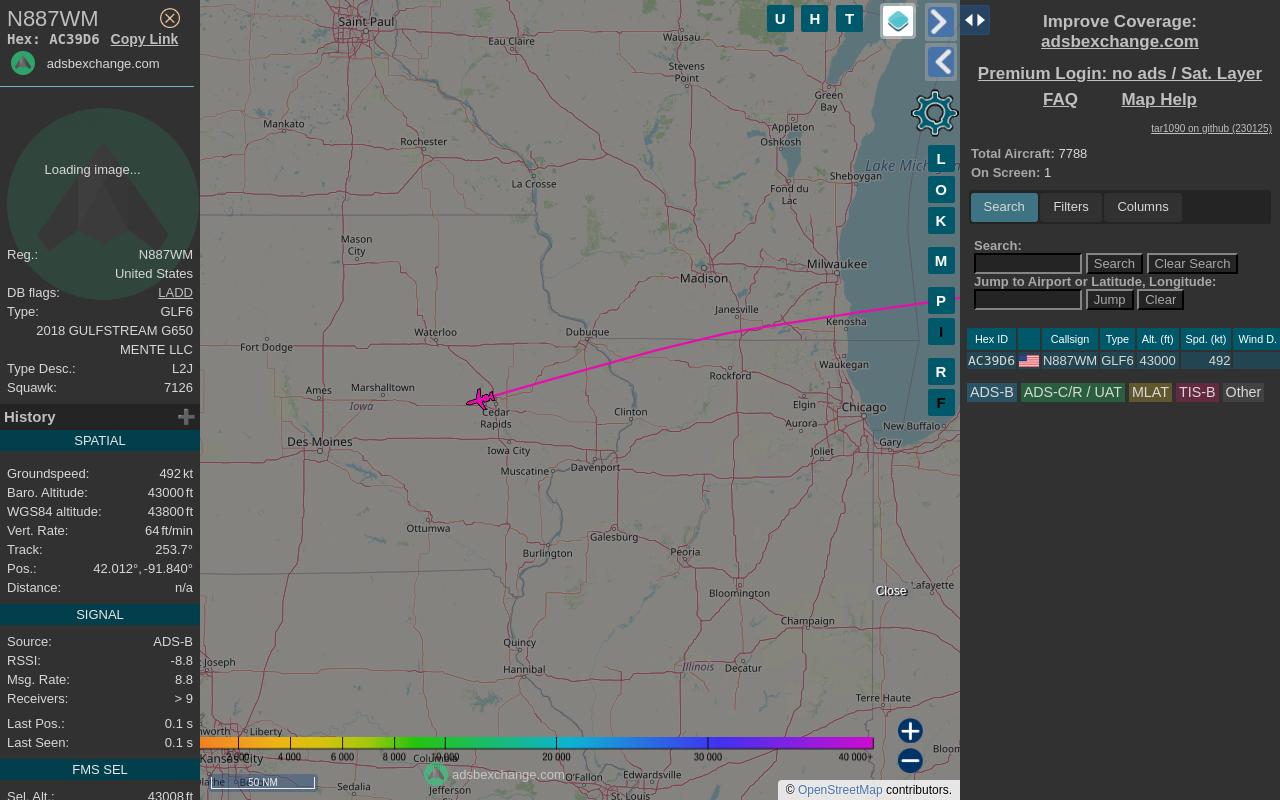 N887WM
Hex: AC39D6 Copy Link
adsbexchange.com
Loading image...
Reg.: N887WM
United States
DB flags: LADD
Type: GLF6
2018 GULFSTREAM G650
MENTE LLC
Type Desc.: L2J
Squawk: 7126
History
SPATIAL
Groundspeed: 492 kt
Baro. Altitude: 43000 ft
WGS84 altitude: 43800 ft
Vert. Rate: 64 ft/min
Track: 253.7°
Pos.: 42.012°, -91.840°
Distance: n/a
SIGNAL
Source: ADS-B
RSSI: -8.8
Msg. Rate: 8.8
Receivers: > 9
Last Pos.: 0.1 s
Last Seen: 0.1 s
FMS SEL
Sel. Alt.: 43008 ft
Saint Paul
Eau Claire
Wausau
Stevens
Point
Green
Bay
Mankato
Rochester
Appleton
Oshkosh
Lake Mich
La Crosse
Sheboygan
Fond du
Lac
Mason
City
Milwaukee
Madison
Janesville
Kenosha
Waterloo
Dubuque
Fort Dodge
Waukegan
Rockford
Ames
Marshalltown
Iowa
Cedar
Rapids
Clinton
Elgin
Chicago
Aurora
New Buffalo
Des Moines
Iowa City
Gary
Joliet
Muscatine
Davenport
Ottumwa
Galesburg
Burlington
Peoria
Bloomington
Lafayette
Close
Champaign
Quincy
Hannibal
Illinois
Decatur
Joseph
Terre Haute
Liberty
Kansas City
Bloom
4 000 6 000 8 000 10 000 20 000 30 000 40 000+
adsbexchange.com
O'Fallon
Edwardsville
50 NM
Sedalia
Jefferson
St. Louis
© OpenStreetMap contributors.
U H T
L
O
K
M
P
I
R
F
Improve Coverage:
adsbexchange.com
Premium Login: no ads / Sat. Layer
FAQ Map Help
tar1090 on github (230125)
Total Aircraft: 7788
On Screen: 1
Search Filters Columns
Search:
Search Clear Search
Jump to Airport or Latitude, Longitude:
Jump Clear
Hex ID Callsign Type Alt. (ft) Spd. (kt) Wind D.
AC39D6 N887WM GLF6 43000 492
ADS-B ADS-C/R / UAT MLAT TIS-B Other